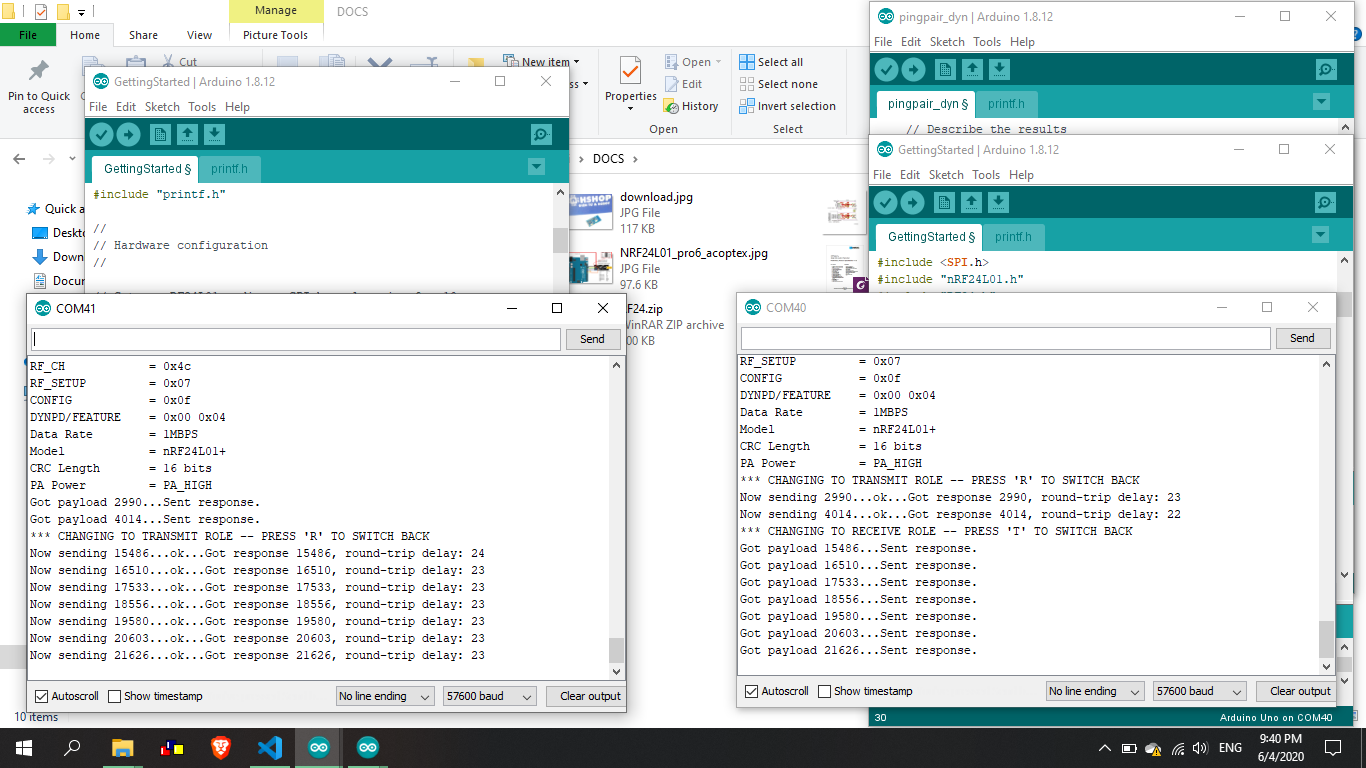 Manage
DOCS
File
Home
Share
View
Picture Tools
Pin to Quick
access
Cut
New item
Properties
Open
Edit
History
Open
Select all
Select none
Invert selection
Select
DOCS
Quick a
Deskto
Down
Docum
download.jpg
JPG File
117 KB
NRF24L01_pro6_acoptex.jpg
JPG File
97.6 KB
F24.zip
WinRAR ZIP archive
00 KB
10 items
GettingStarted | Arduino 1.8.12
File Edit Sketch Tools Help
GettingStarted § printf.h
#include "printf.h"
//
// Hardware configuration
//
pingpair_dyn | Arduino 1.8.12
File Edit Sketch Tools Help
pingpair_dyn § printf.h
// Describe the results
GettingStarted | Arduino 1.8.12
File Edit Sketch Tools Help
GettingStarted § printf.h
#include <SPI.h>
#include "nRF24L01.h"
COM41
Send
RF_CH = 0x4c
RF_SETUP = 0x07
CONFIG = 0x0f
DYNPD/FEATURE = 0x00 0x04
Data Rate = 1MBPS
Model = nRF24L01+
CRC Length = 16 bits
PA Power = PA_HIGH
Got payload 2990...Sent response.
Got payload 4014...Sent response.
*** CHANGING TO TRANSMIT ROLE -- PRESS 'R' TO SWITCH BACK
Now sending 15486...ok...Got response 15486, round-trip delay: 24
Now sending 16510...ok...Got response 16510, round-trip delay: 23
Now sending 17533...ok...Got response 17533, round-trip delay: 23
Now sending 18556...ok...Got response 18556, round-trip delay: 23
Now sending 19580...ok...Got response 19580, round-trip delay: 23
Now sending 20603...ok...Got response 20603, round-trip delay: 23
Now sending 21626...ok...Got response 21626, round-trip delay: 23
Autoscroll Show timestamp No line ending 57600 baud Clear output
COM40
Send
RF_SETUP = 0x07
CONFIG = 0x0f
DYNPD/FEATURE = 0x00 0x04
Data Rate = 1MBPS
Model = nRF24L01+
CRC Length = 16 bits
PA Power = PA_HIGH
*** CHANGING TO TRANSMIT ROLE -- PRESS 'R' TO SWITCH BACK
Now sending 2990...ok...Got response 2990, round-trip delay: 23
Now sending 4014...ok...Got response 4014, round-trip delay: 22
*** CHANGING TO RECEIVE ROLE -- PRESS 'T' TO SWITCH BACK
Got payload 15486...Sent response.
Got payload 16510...Sent response.
Got payload 17533...Sent response.
Got payload 18556...Sent response.
Got payload 19580...Sent response.
Got payload 20603...Sent response.
Got payload 21626...Sent response.
Autoscroll Show timestamp No line ending 57600 baud Clear output
30 Arduino Uno on COM40
ENG
9:40 PM
6/4/2020